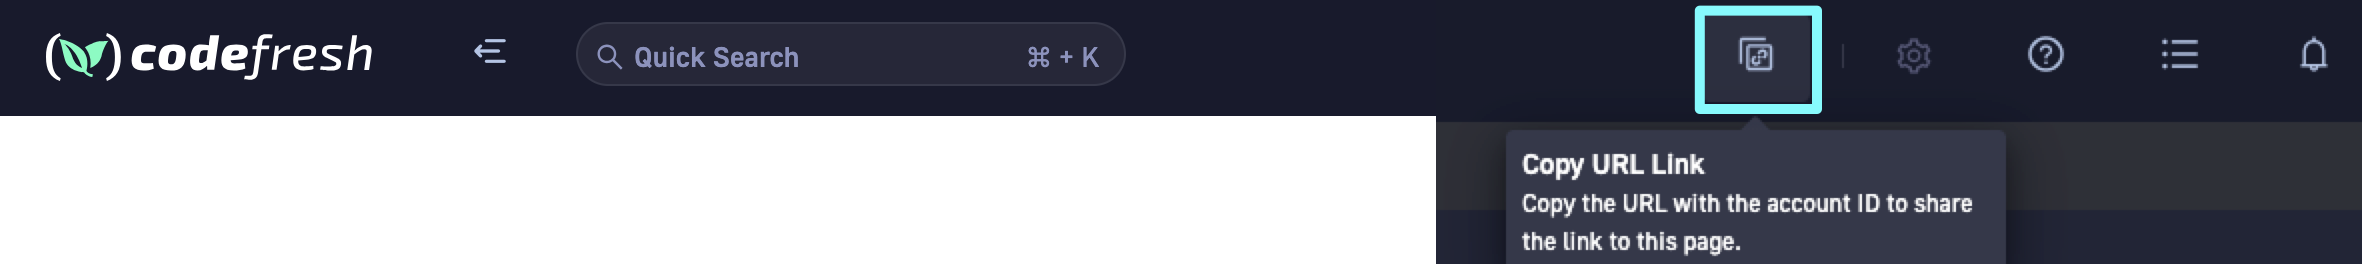 codefresh
Quick Search ⌘ + K
Copy URL Link
Copy the URL with the account ID to share
the link to this page.